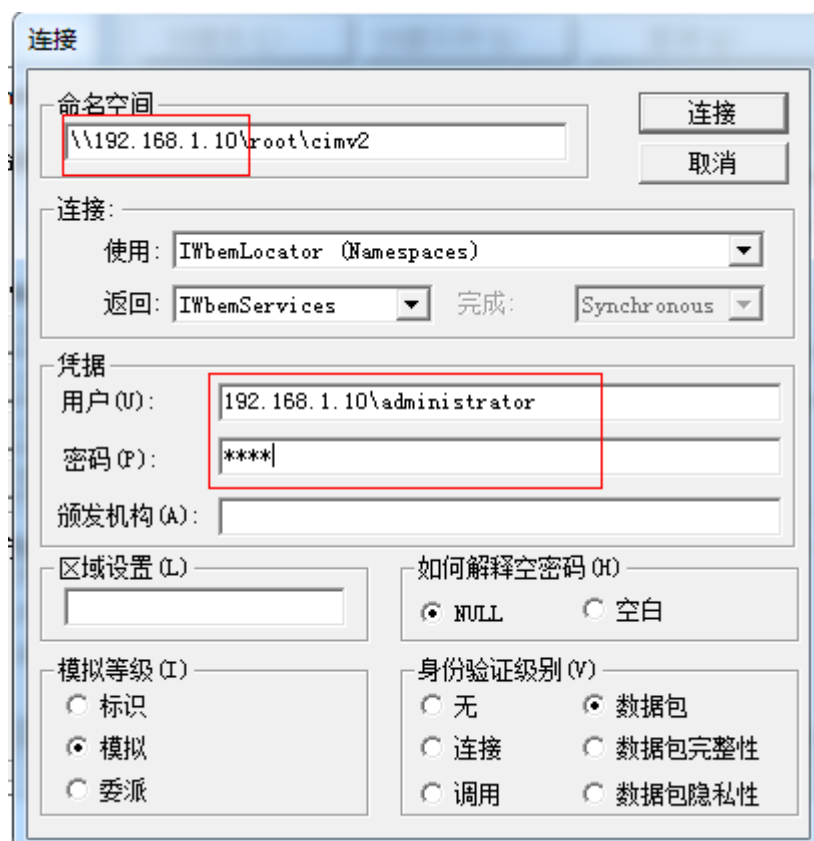 连接
命名空间
\\192.168.1.10\root\cimv2
连接
取消
连接:
使用: IWbemLocator (Namespaces)
返回: IWbemServices 完成: Synchronous
凭据
用户(U): 192.168.1.10\administrator
密码(P): ****
颁发机构(A):
区域设置(L)
如何解释空密码(H)
NULL 空白
模拟等级(I)
标识
模拟
委派
身份验证级别(V)
无 数据包
连接 数据包完整性
调用 数据包隐私性